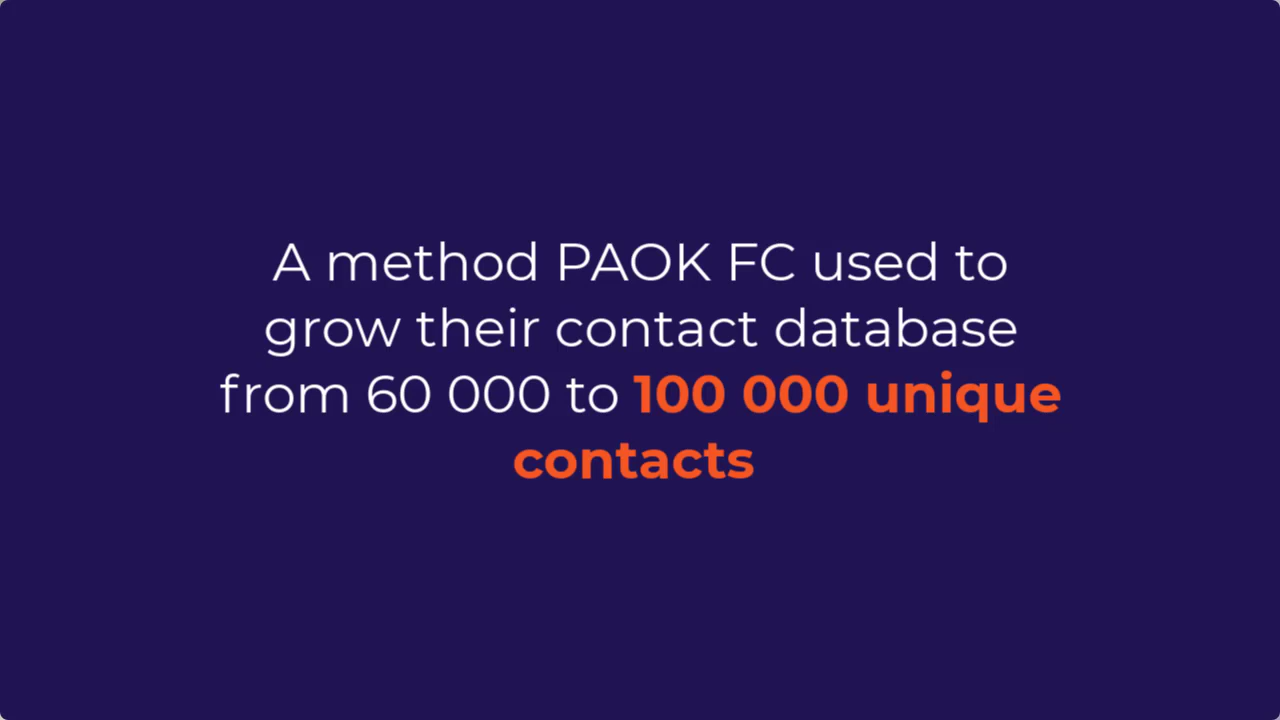 A method PAOK FC used to
grow their contact database
from 60 000 to 100 000 unique
contacts